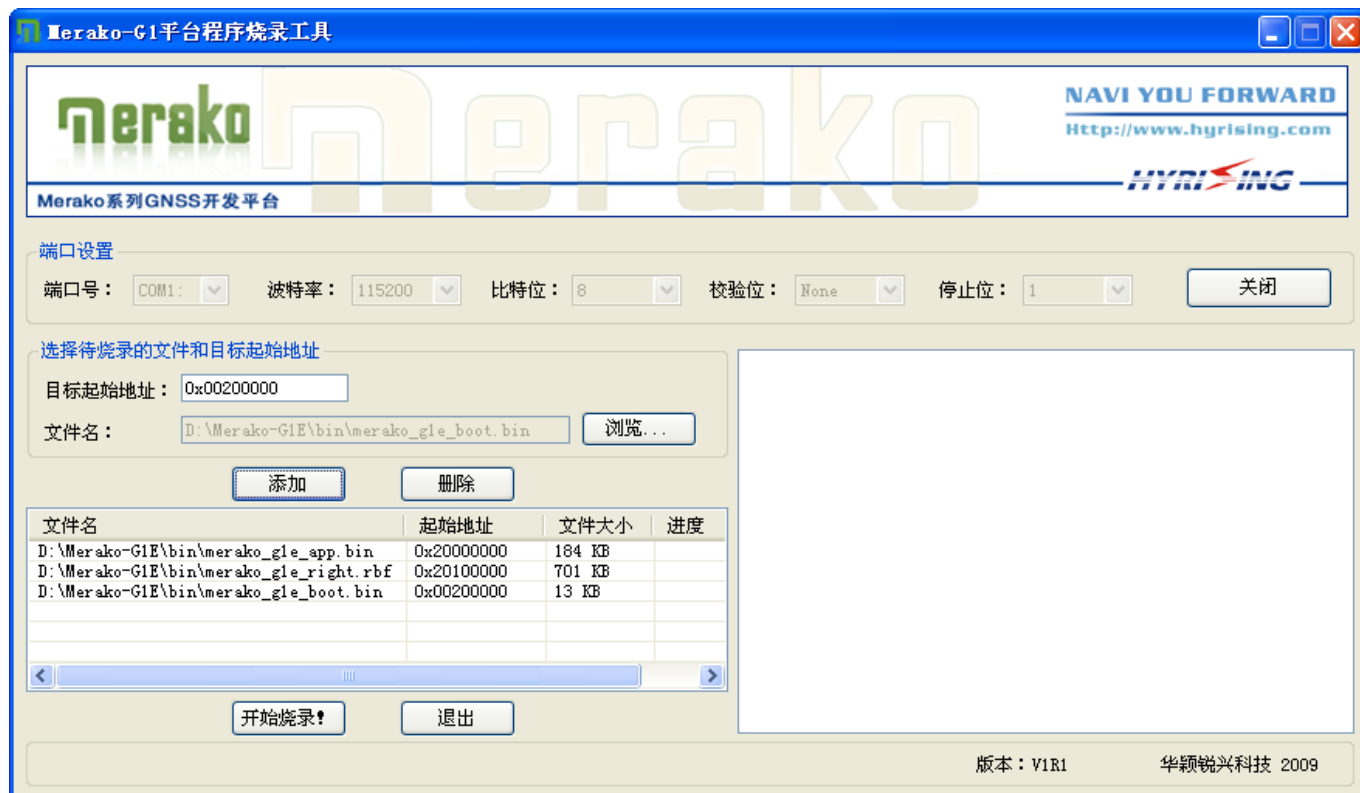 Merako-G1平台程序烧录工具
merako
NAVI YOU FORWARD
Http://www.hyrising.com
HYRISING
Merako系列GNSS开发平台
端口设置
端口号： COM1: 波特率： 115200 比特位： 8 校验位： None 停止位： 1 关闭
选择待烧录的文件和目标起始地址
目标起始地址： 0x00200000
文件名： D:\Merako-G1E\bin\merako_g1e_boot.bin 浏览...
添加 删除
文件名 起始地址 文件大小 进度
D:\Merako-G1E\bin\merako_g1e_app.bin 0x20000000 184 KB
D:\Merako-G1E\bin\merako_g1e_right.rbf 0x20100000 701 KB
D:\Merako-G1E\bin\merako_g1e_boot.bin 0x00200000 13 KB
开始烧录! 退出
版本：V1R1 华颖锐兴科技 2009